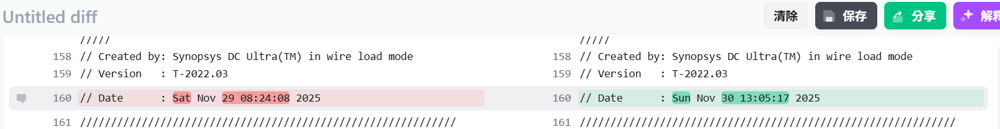 Untitled diff
清除
保存
分享
/////
/////
158 // Created by: Synopsys DC Ultra(TM) in wire load mode
158 // Created by: Synopsys DC Ultra(TM) in wire load mode
159 // Version   : T-2022.03
159 // Version   : T-2022.03
160 // Date      : Sat Nov 29 08:24:08 2025
160 // Date      : Sun Nov 30 13:05:17 2025
161 /////////////////////////////////////////////////////////////
161 /////////////////////////////////////////////////////////////